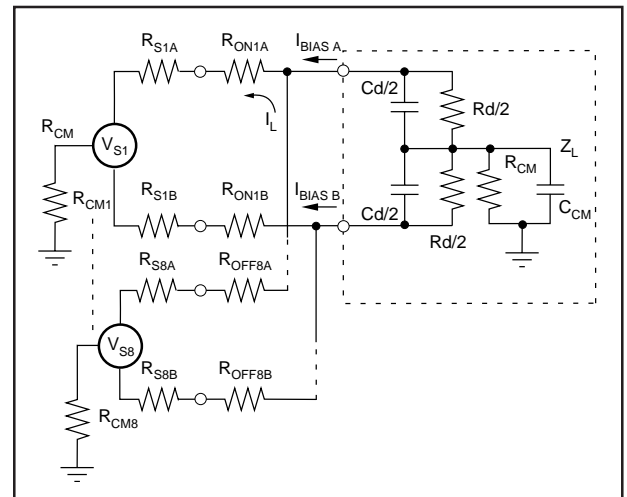 R_S1A
R_ON1A
I_BIAS A
Cd/2
Rd/2
I_L
R_CM
V_S1
Z_L
R_CM
R_CM1
R_S1B
R_ON1B
I_BIAS B
Cd/2
C_CM
Rd/2
R_S8A
R_OFF8A
V_S8
R_S8B
R_OFF8B
R_CM8